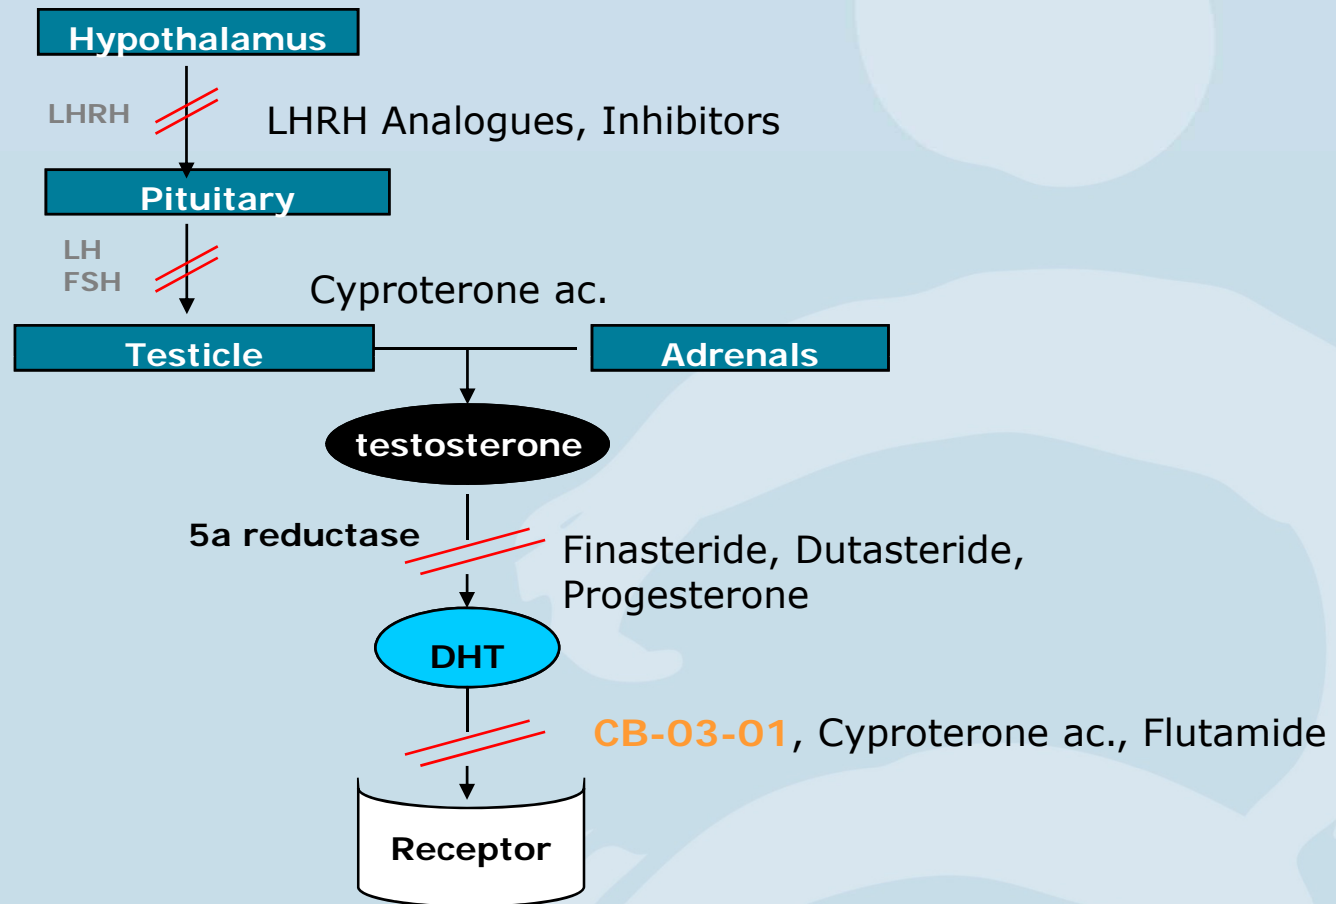 Hypothalamus
LHRH
LHRH Analogues, Inhibitors
Pituitary
LH
FSH
Cyproterone ac.
Testicle
Adrenals
testosterone
5a reductase
Finasteride, Dutasteride,
Progesterone
DHT
CB-03-01, Cyproterone ac., Flutamide
Receptor